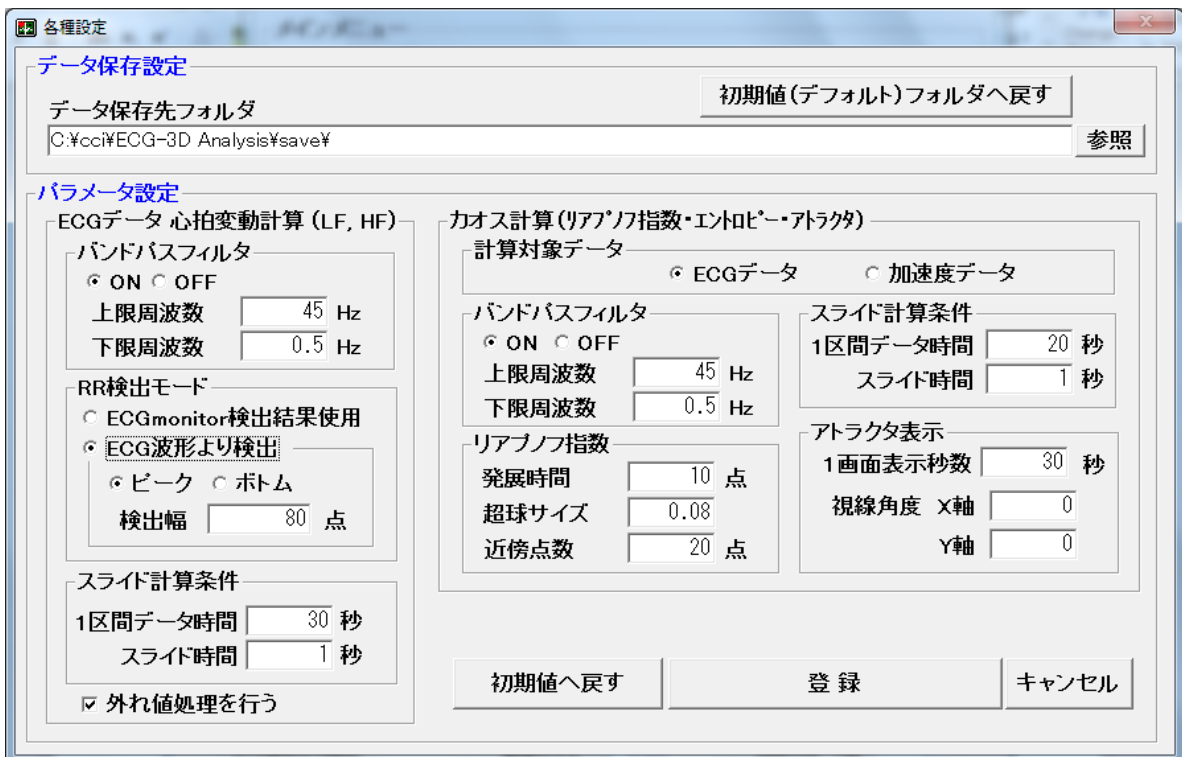 各種設定
データ保存設定
初期値(デフォルト)フォルダへ戻す
データ保存先フォルダ
C:¥cci¥ECG-3D Analysis¥save¥
参照
パラメータ設定
ECGデータ 心拍変動計算 (LF, HF)
バンドパスフィルタ
ON OFF
上限周波数 45 Hz
下限周波数 0.5 Hz
RR検出モード
ECGmonitor検出結果使用
ECG波形より検出
ピーク ボトム
検出幅 80 点
スライド計算条件
1区間データ時間 30 秒
スライド時間 1 秒
外れ値処理を行う
カオス計算(リアプノフ指数・エントロピー・アトラクタ)
計算対象データ
ECGデータ 加速度データ
バンドパスフィルタ
ON OFF
上限周波数 45 Hz
下限周波数 0.5 Hz
リアプノフ指数
発展時間 10 点
超球サイズ 0.08
近傍点数 20 点
スライド計算条件
1区間データ時間 20 秒
スライド時間 1 秒
アトラクタ表示
1画面表示秒数 30 秒
視線角度 X軸 0
Y軸 0
初期値へ戻す
登録
キャンセル